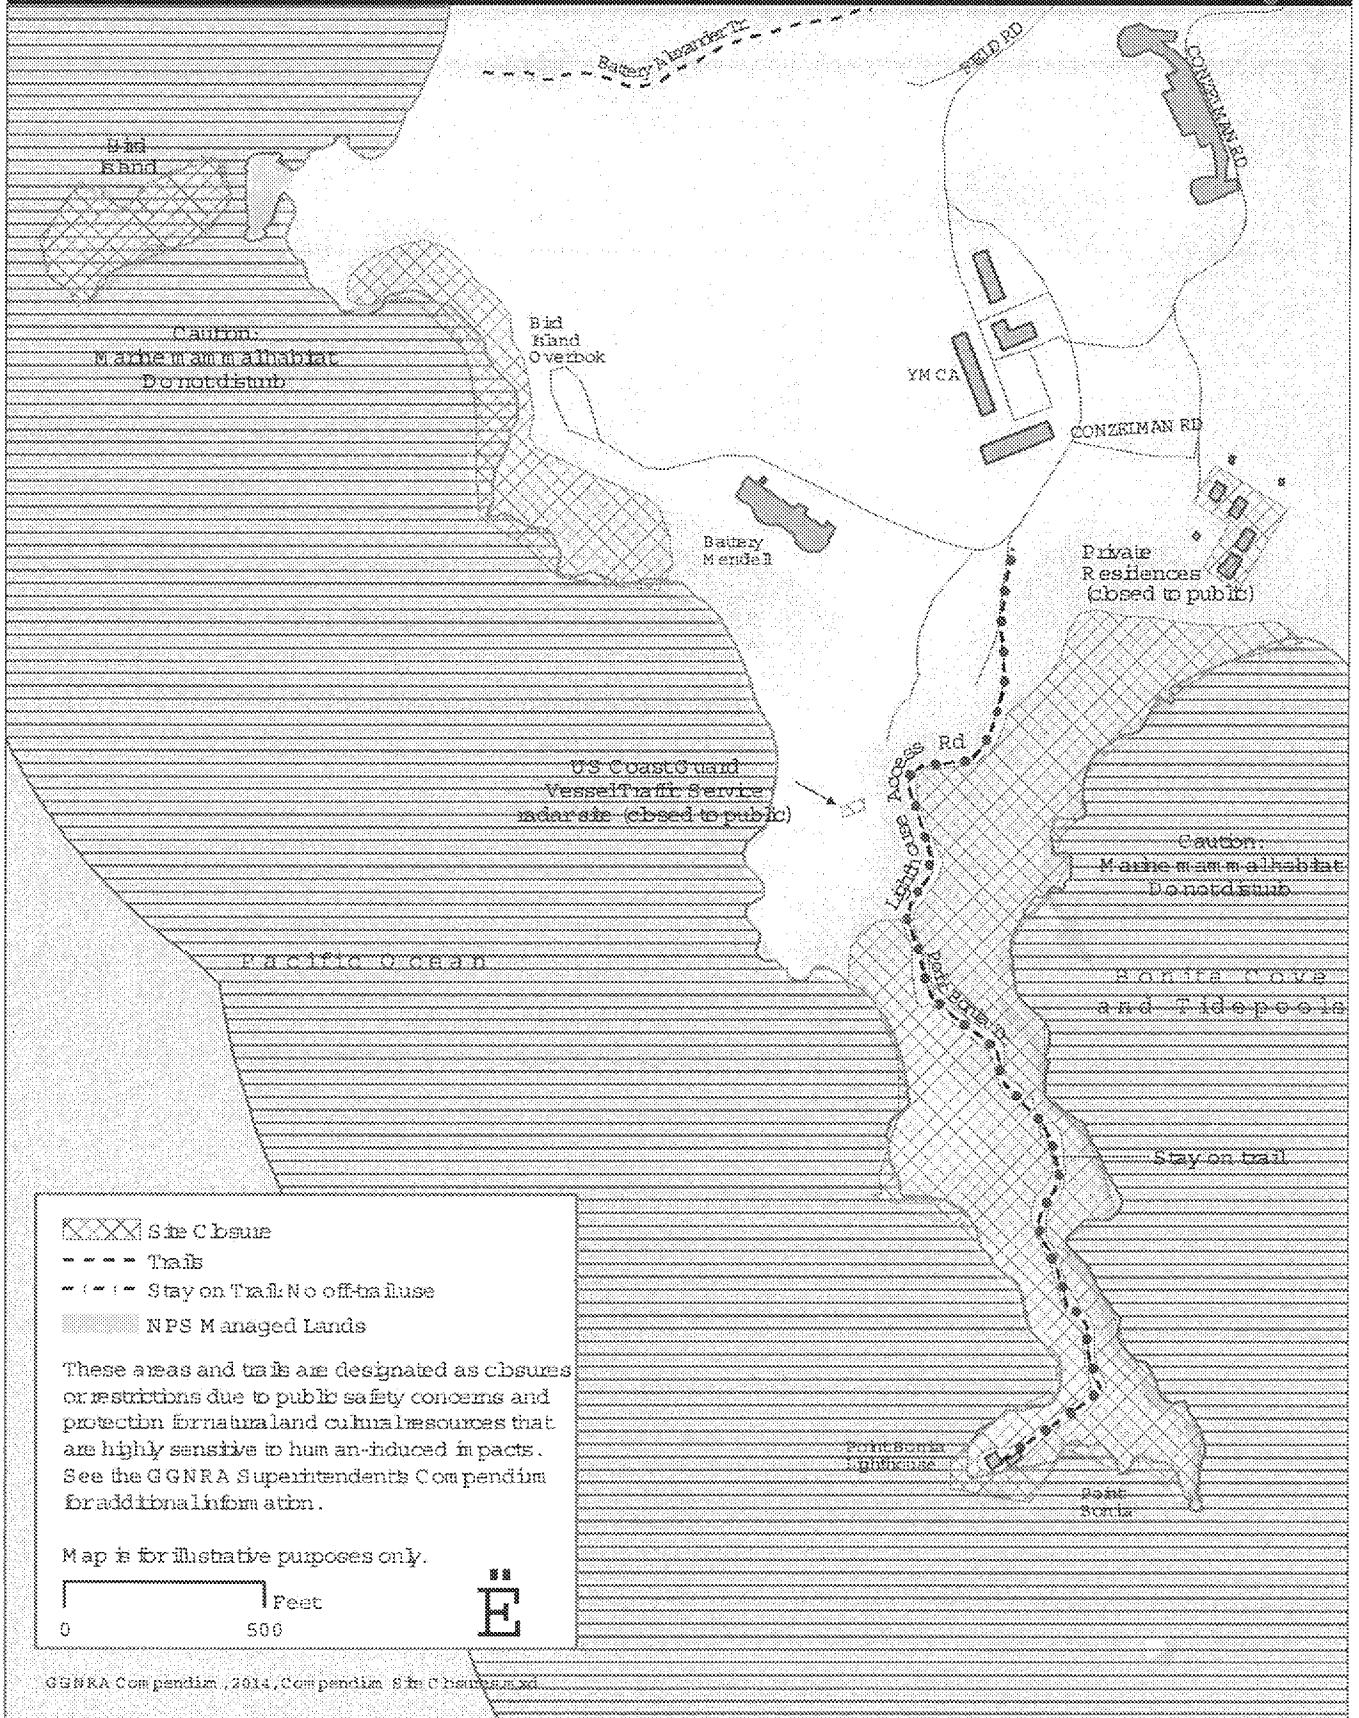 Battery Alexander Tr.
FIELD RD
CONZELMAN RD
Bird
Island
Caution:
Marine mammal habitat
Do not disturb
Bird
Island
Overlook
YMCA
CONZELMAN RD
Battery
Mendell
Private
Residences
(closed to public)
Access Rd
US Coast Guard
Vessel Traffic Service
radar site (closed to public)
Lighthouse
Caution:
Marine mammal habitat
Do not disturb
Pacific Ocean
Point Bonita
Bonita Cove
and Tidepools
Stay on trail
Site Closure
Trails
Stay on Trail: No off-trail use
NPS Managed Lands
These areas and trails are designated as closures
or restrictions due to public safety concerns and
protection for natural and cultural resources that
are highly sensitive to human-induced impacts.
See the GGNRA Superintendent's Compendium
for additional information.
Point Bonita
Lighthouse
Point
Bonita
Map is for illustrative purposes only.
Feet
0 500
Ë
GGNRA Compendium, 2014, Compendium Site Closures.mxd